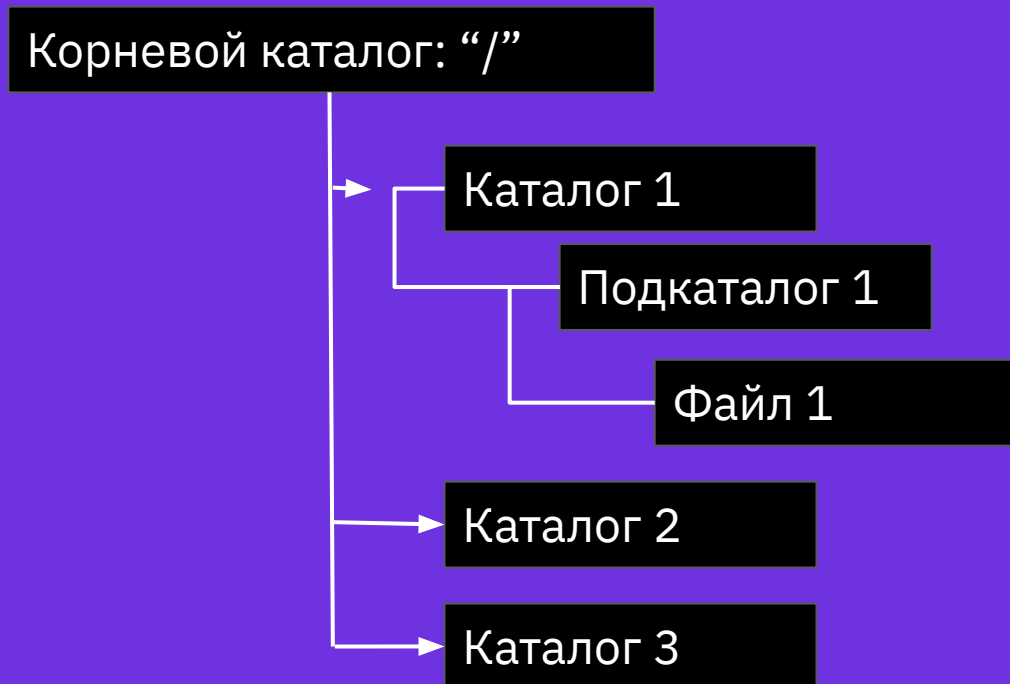 Корневой каталог: “/”
Каталог 1
Подкаталог 1
Файл 1
Каталог 2
Каталог 3